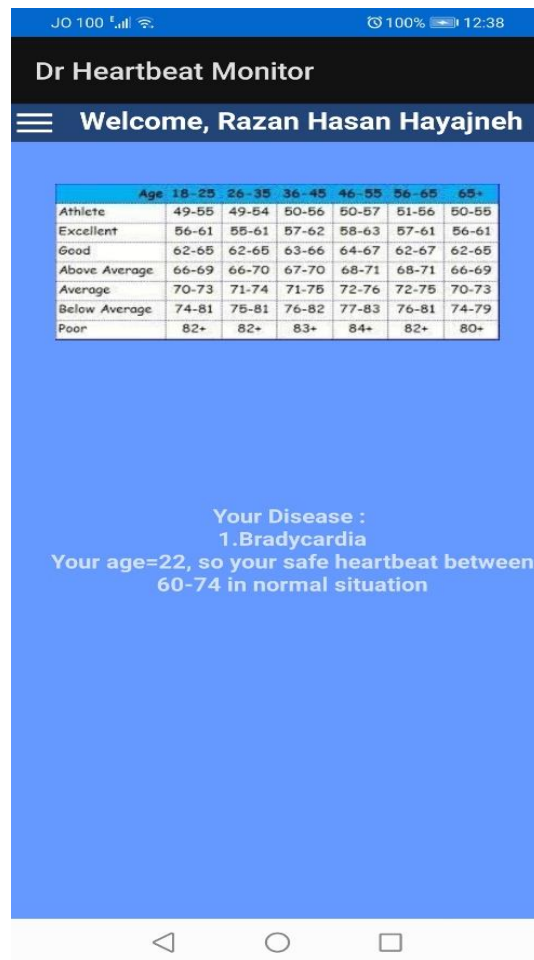 JO 100 E 100% 12:38
Dr Heartbeat Monitor
Welcome, Razan Hasan Hayajneh
Age 18-25 26-35 36-45 46-55 56-65 65+
Athlete 49-55 49-54 50-56 50-57 51-56 50-55
Excellent 56-61 55-61 57-62 58-63 57-61 56-61
Good 62-65 62-65 63-66 64-67 62-67 62-65
Above Average 66-69 66-70 67-70 68-71 68-71 66-69
Average 70-73 71-74 71-75 72-76 72-75 70-73
Below Average 74-81 75-81 76-82 77-83 76-81 74-79
Poor 82+ 82+ 83+ 84+ 82+ 80+
Your Disease :
1.Bradycardia
Your age=22, so your safe heartbeat between
60-74 in normal situation